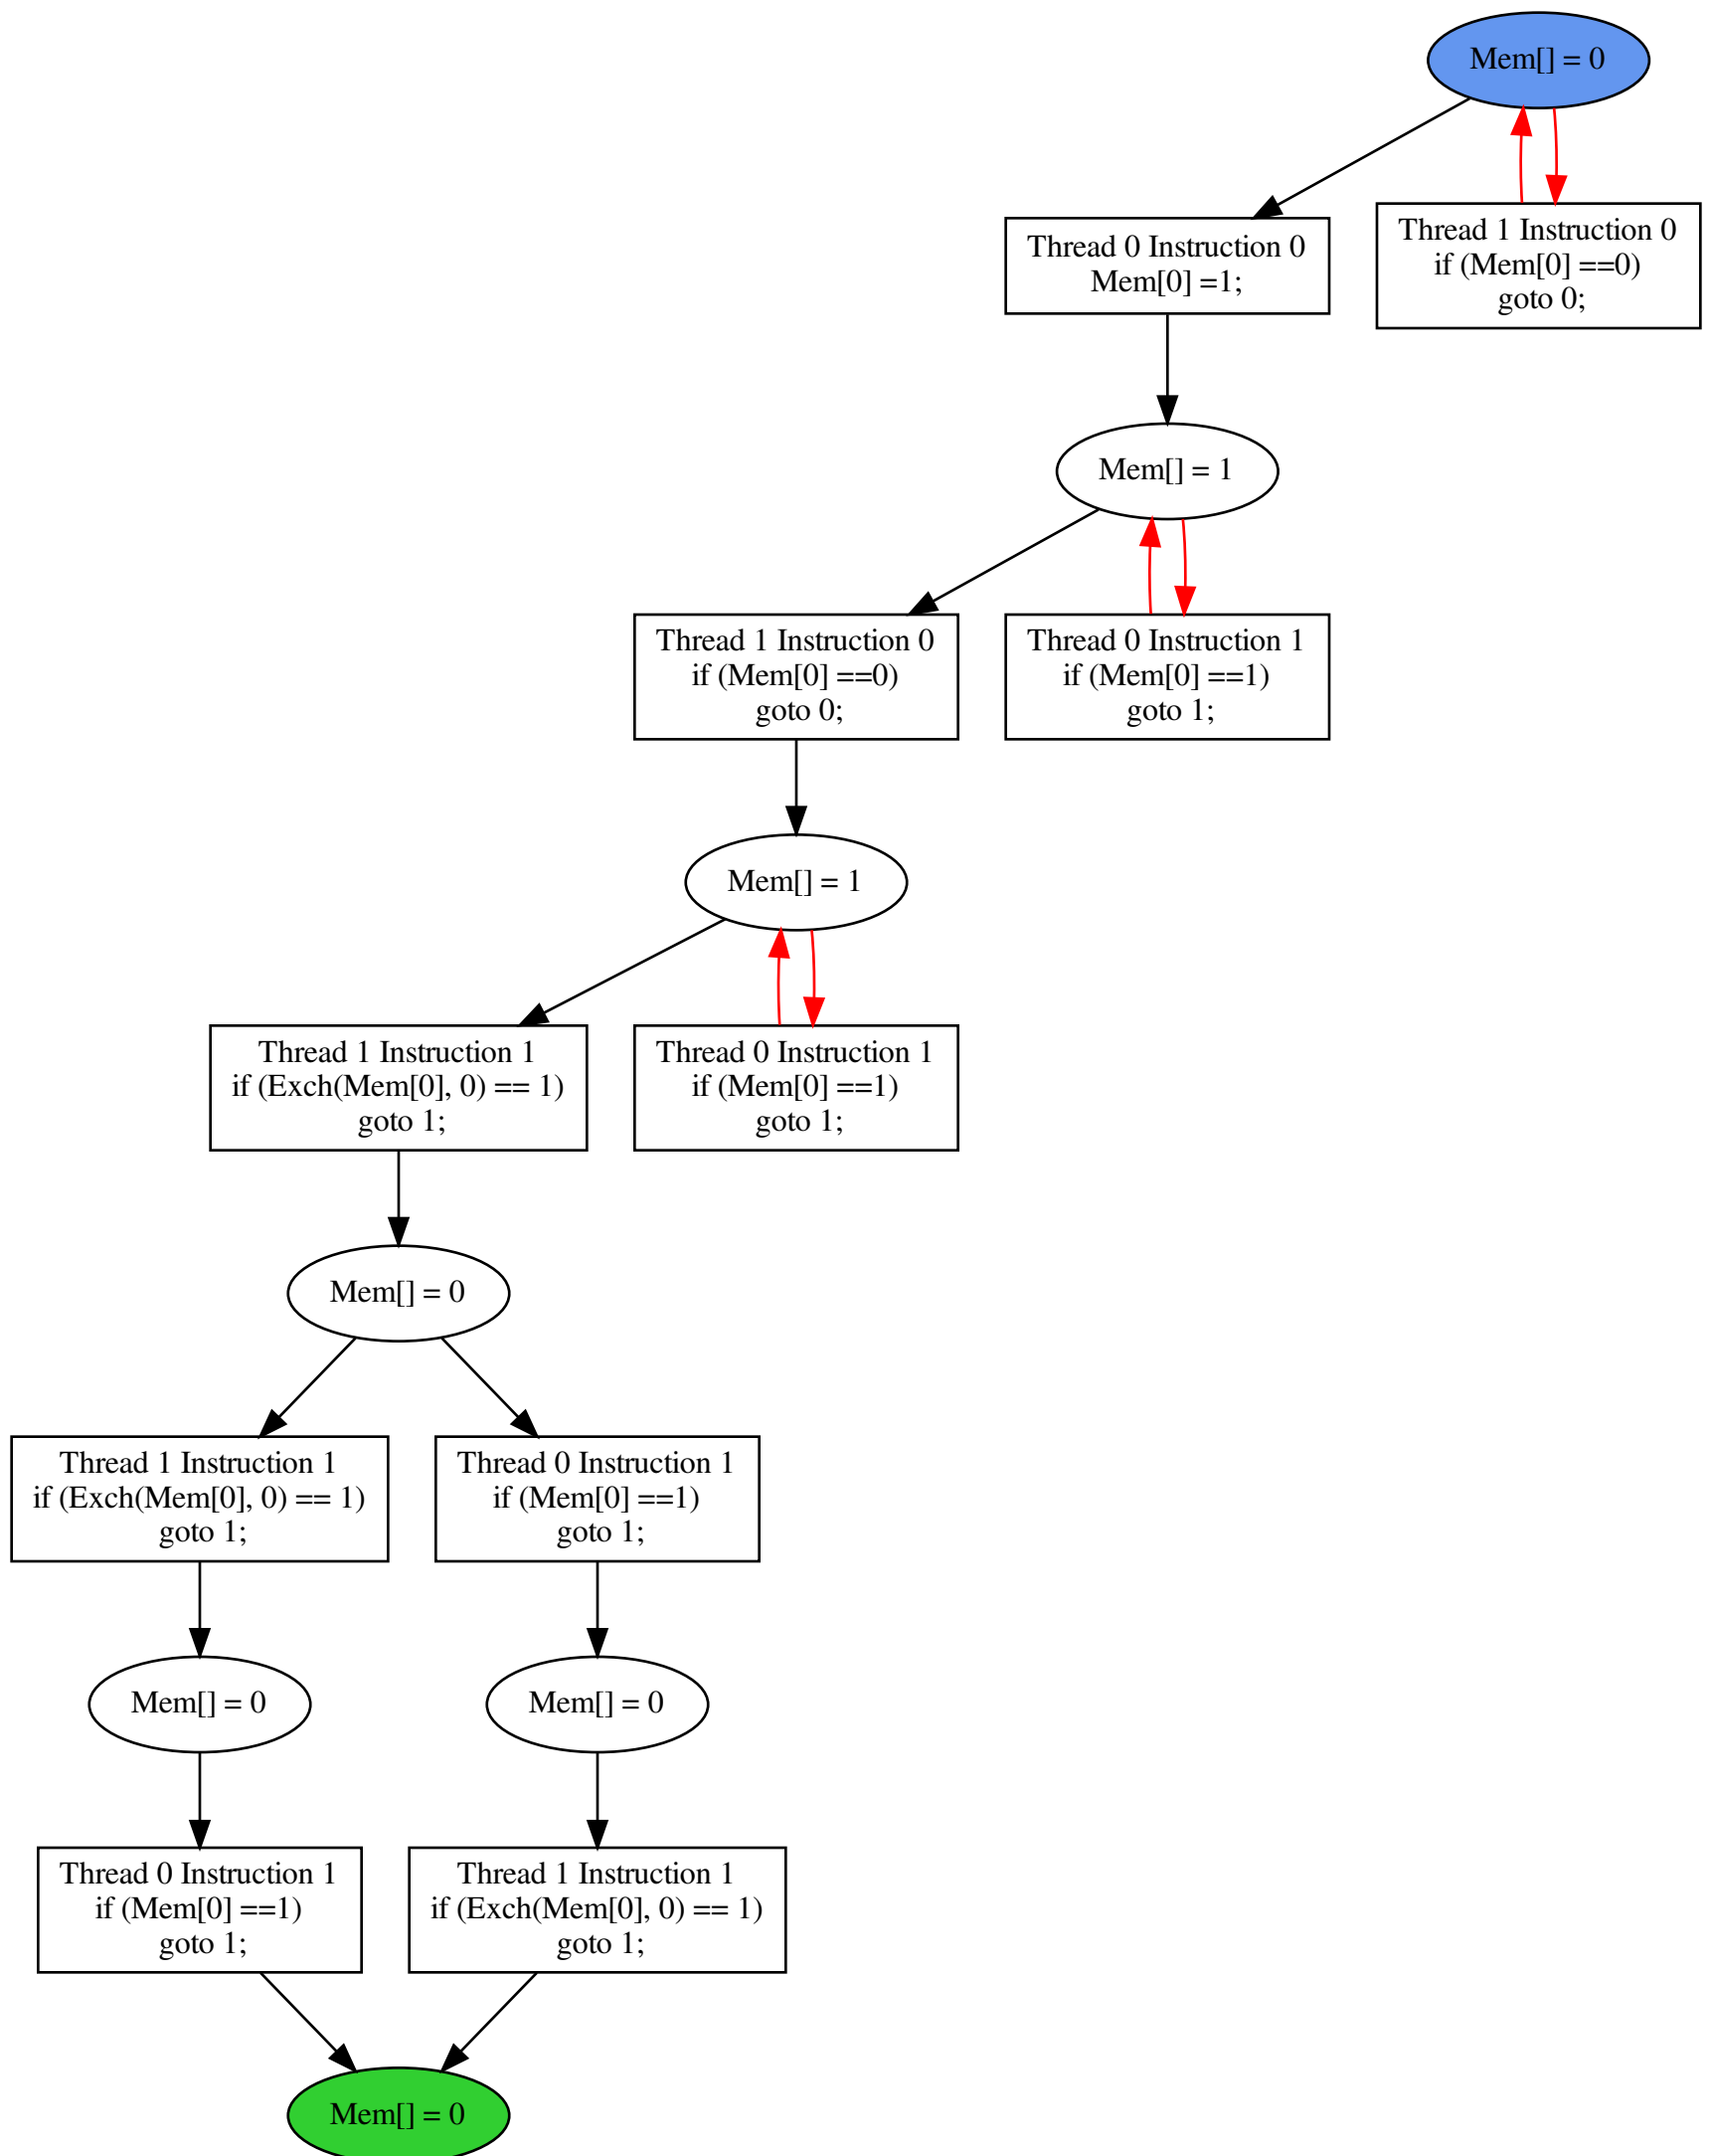 Mem[] = 0
Thread 0 Instruction 0
Mem[0] =1;
Thread 1 Instruction 0
if (Mem[0] ==0)
goto 0;
Mem[] = 1
Thread 1 Instruction 0
if (Mem[0] ==0)
goto 0;
Thread 0 Instruction 1
if (Mem[0] ==1)
goto 1;
Mem[] = 1
Thread 1 Instruction 1
if (Exch(Mem[0], 0) == 1)
goto 1;
Thread 0 Instruction 1
if (Mem[0] ==1)
goto 1;
Mem[] = 0
Thread 1 Instruction 1
if (Exch(Mem[0], 0) == 1)
goto 1;
Thread 0 Instruction 1
if (Mem[0] ==1)
goto 1;
Mem[] = 0
Mem[] = 0
Thread 0 Instruction 1
if (Mem[0] ==1)
goto 1;
Thread 1 Instruction 1
if (Exch(Mem[0], 0) == 1)
goto 1;
Mem[] = 0